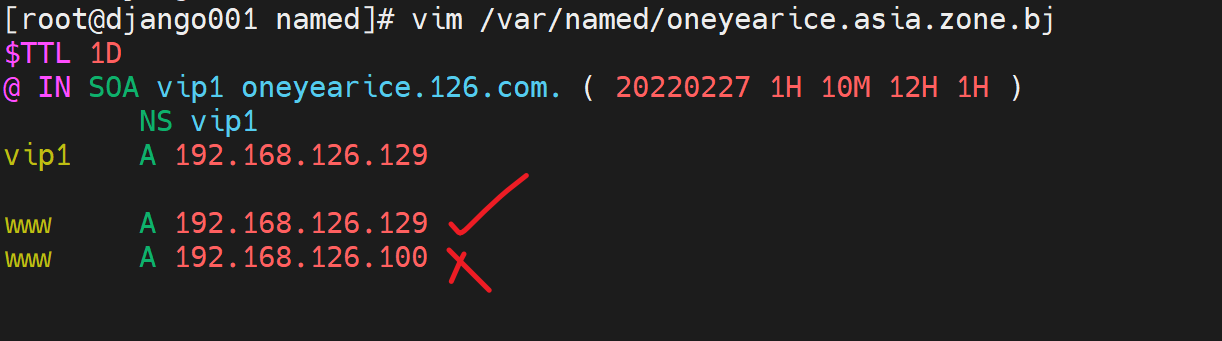 [root@django001 named]# vim /var/named/oneyearice.asia.zone.bj
$TTL 1D
@ IN SOA vip1 oneyearice.126.com. ( 20220227 1H 10M 12H 1H )
        NS vip1
vip1    A 192.168.126.129
www     A 192.168.126.129
www     A 192.168.126.100